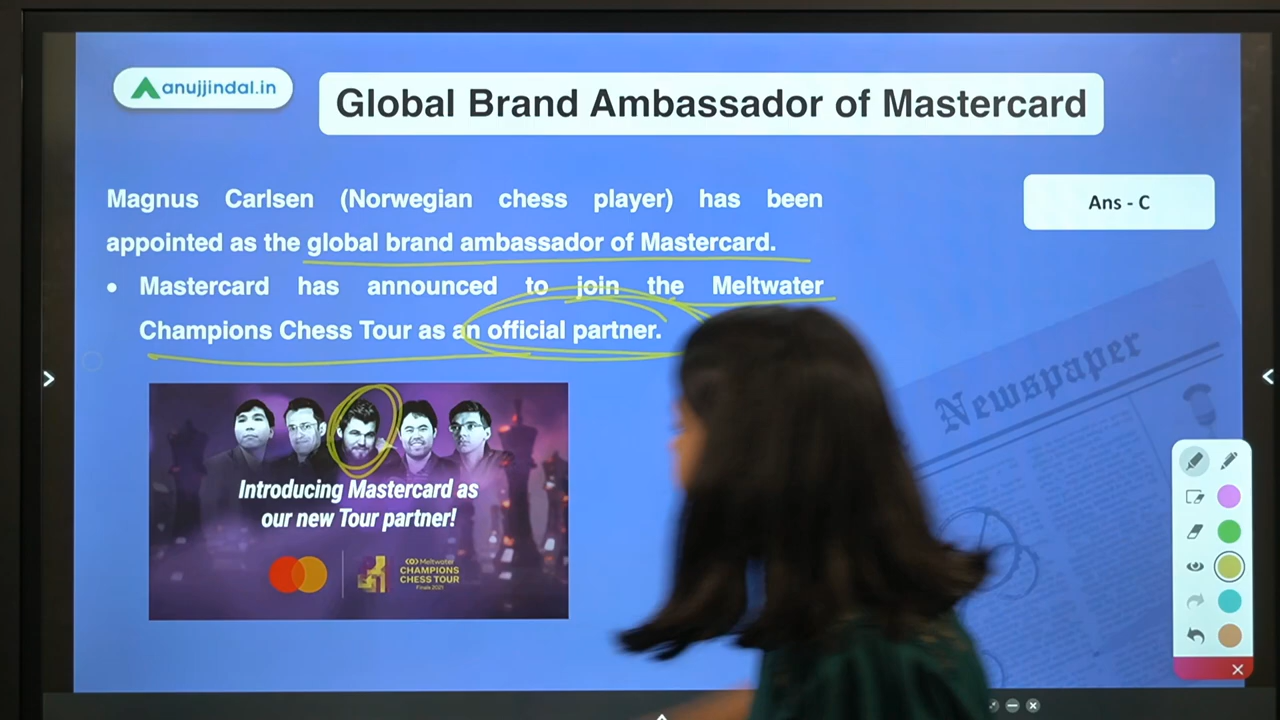 anujjindal.in
Global Brand Ambassador of Mastercard
Magnus Carlsen (Norwegian chess player) has been
appointed as the global brand ambassador of Mastercard.
• Mastercard has announced to join the Meltwater
Champions Chess Tour as an official partner.
Ans - C
Introducing Mastercard as
our new Tour partner!
Meltwater
CHAMPIONS
CHESS TOUR
Finals 2021
Newspaper